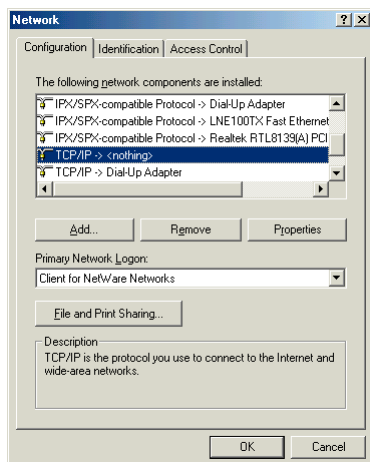 Network
? ×
Configuration Identification Access Control
The following network components are installed:
IPX/SPX-compatible Protocol -> Dial-Up Adapter
IPX/SPX-compatible Protocol -> LNE100TX Fast Ethernet
IPX/SPX-compatible Protocol -> Realtek RTL8139(A) PCI
TCP/IP -> <nothing>
TCP/IP -> Dial-Up Adapter
Add... Remove Properties
Primary Network Logon:
Client for NetWare Networks
File and Print Sharing...
Description
TCP/IP is the protocol you use to connect to the Internet and
wide-area networks.
OK Cancel